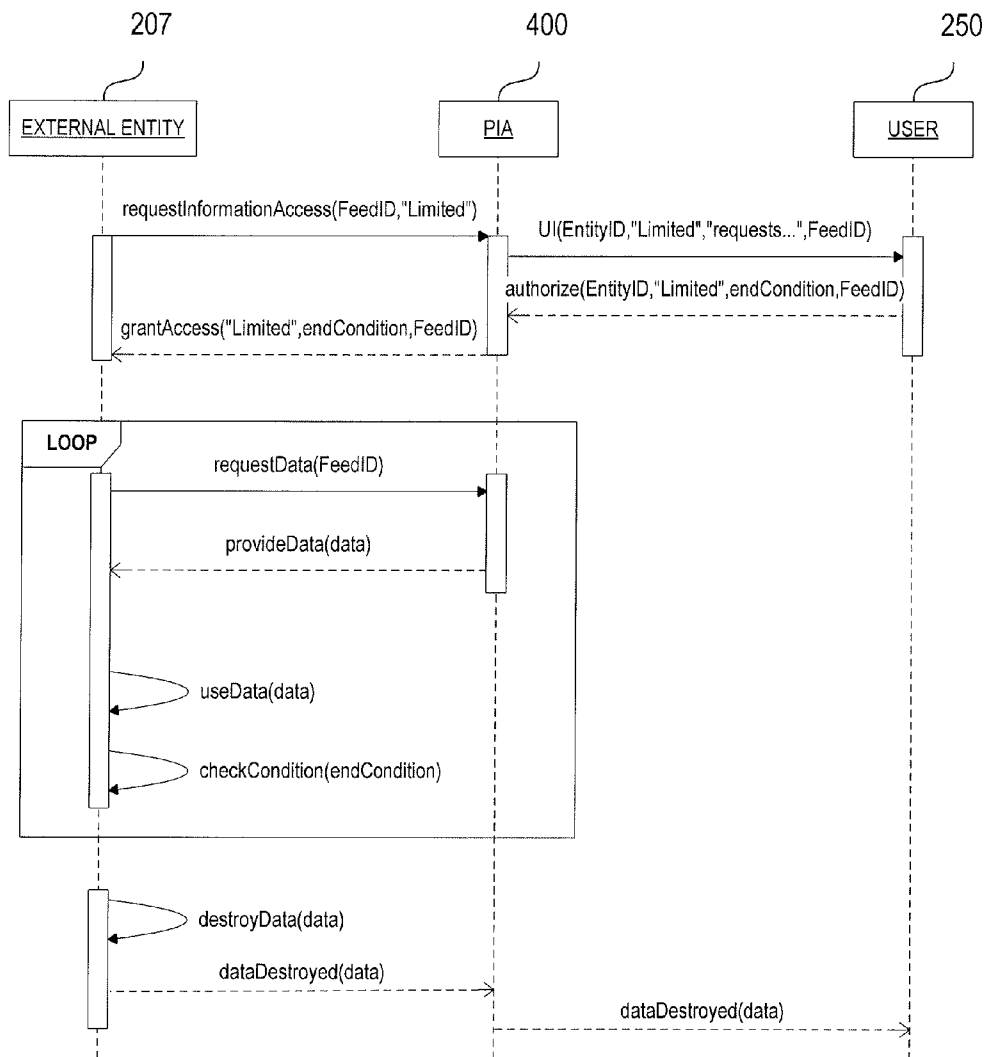 207
400
250
EXTERNAL ENTITY
PIA
USER
requestInformationAccess(FeedID,"Limited")
UI(EntityID,"Limited","requests...",FeedID)
authorize(EntityID,"Limited",endCondition,FeedID)
grantAccess("Limited",endCondition,FeedID)
LOOP
requestData(FeedID)
provideData(data)
useData(data)
checkCondition(endCondition)
destroyData(data)
dataDestroyed(data)
dataDestroyed(data)